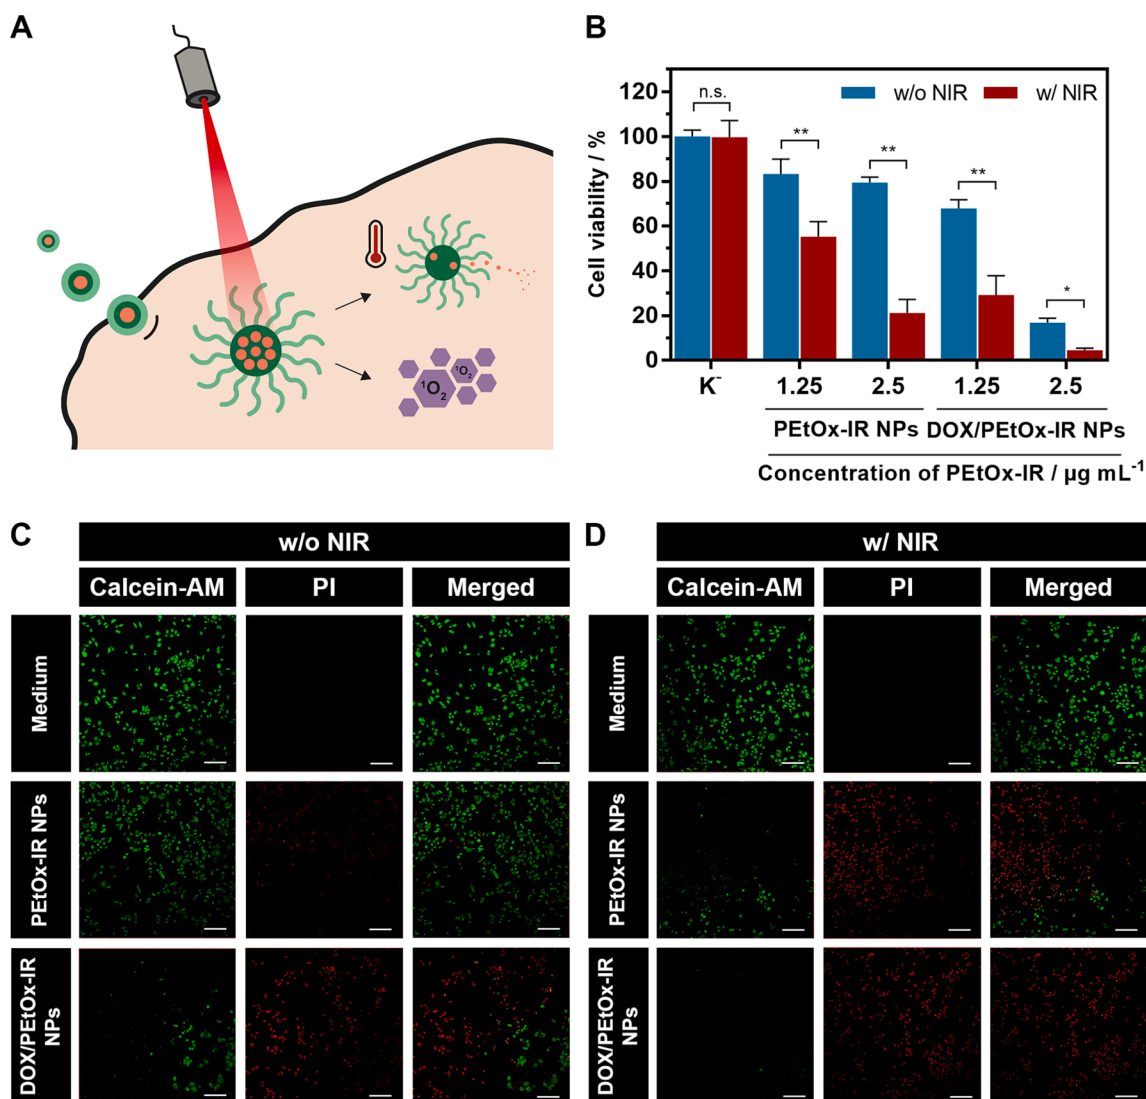 A
¹O₂
¹O₂
B
Cell viability / %
120
100
80
60
40
20
0
w/o NIR
w/ NIR
n.s.
**
**
**
*
K⁻
1.25
2.5
1.25
2.5
PEtOx-IR NPs
DOX/PEtOx-IR NPs
Concentration of PEtOx-IR / µg mL⁻¹
C
w/o NIR
Calcein-AM
PI
Merged
Medium
PEtOx-IR NPs
DOX/PEtOx-IR
NPs
D
w/ NIR
Calcein-AM
PI
Merged
Medium
PEtOx-IR NPs
DOX/PEtOx-IR
NPs